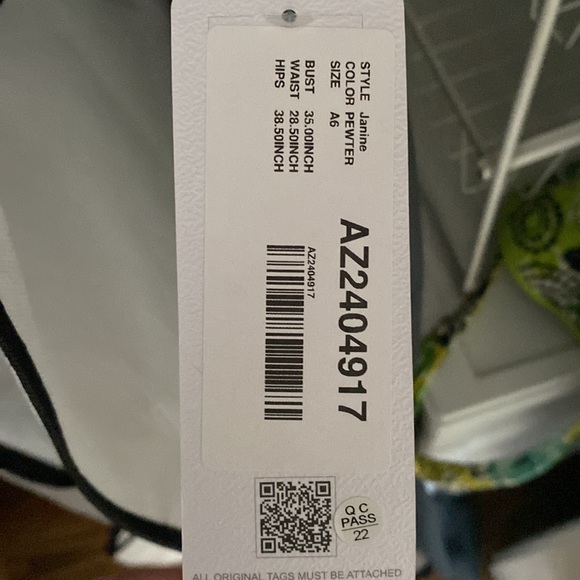 STYLE Janine
COLOR PEWTER
SIZE A6
BUST 35.00INCH
WAIST 28.50INCH
HIPS 38.50INCH
AZ2404917
AZ2404917
QC
PASS
22
ALL ORIGINAL TAGS MUST BE ATTACHED